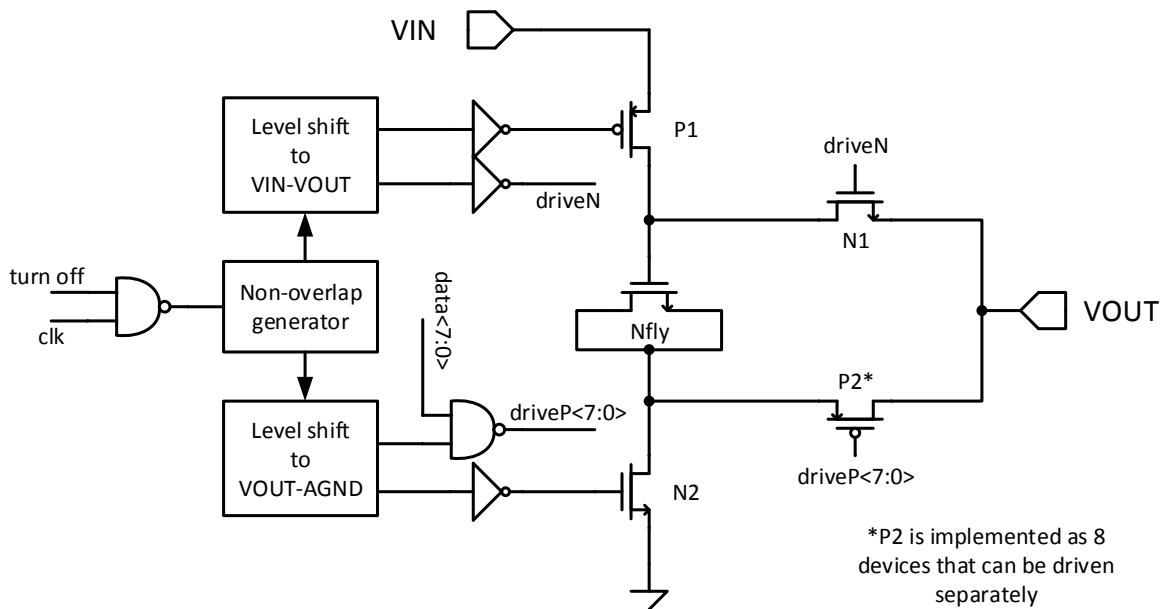 VIN
Level shift
to
VIN-VOUT
P1
driveN
driveN
N1
turn off
clk
Non-overlap
generator
data<7:0>
Nfly
VOUT
P2*
driveP<7:0>
Level shift
to
VOUT-AGND
driveP<7:0>
N2
*P2 is implemented as 8
devices that can be driven
separately